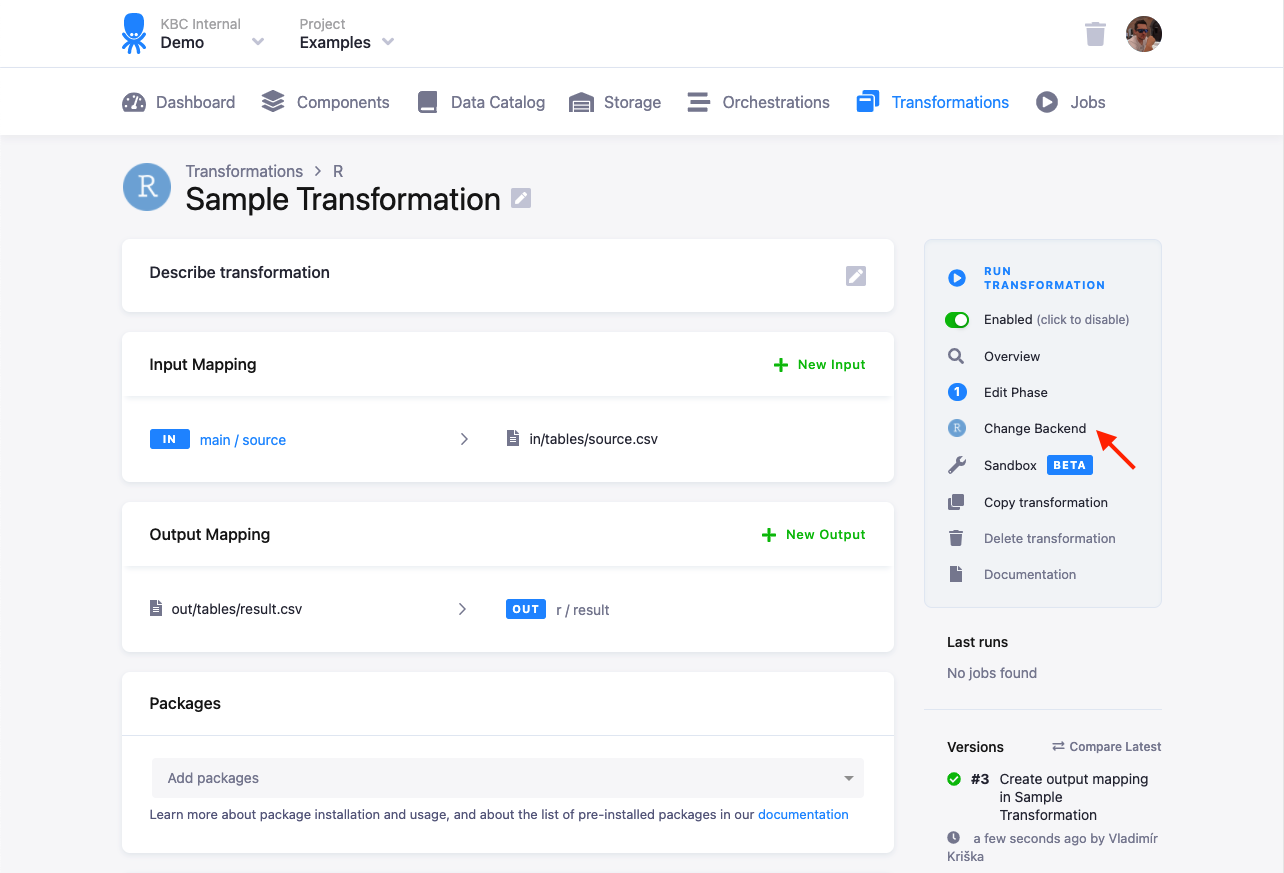 KBC Internal
Demo
Project
Examples
Dashboard
Components
Data Catalog
Storage
Orchestrations
Transformations
Jobs
R
Transformations > R
Sample Transformation
Describe transformation
Input Mapping
New Input
IN main / source > in/tables/source.csv
Output Mapping
New Output
out/tables/result.csv > OUT r / result
Packages
Add packages
Learn more about package installation and usage, and about the list of pre-installed packages in our documentation
RUN
TRANSFORMATION
Enabled (click to disable)
Overview
1 Edit Phase
R Change Backend
Sandbox BETA
Copy transformation
Delete transformation
Documentation
Last runs
No jobs found
Versions
Compare Latest
#3 Create output mapping
in Sample
Transformation
a few seconds ago by Vladimír
Kriška